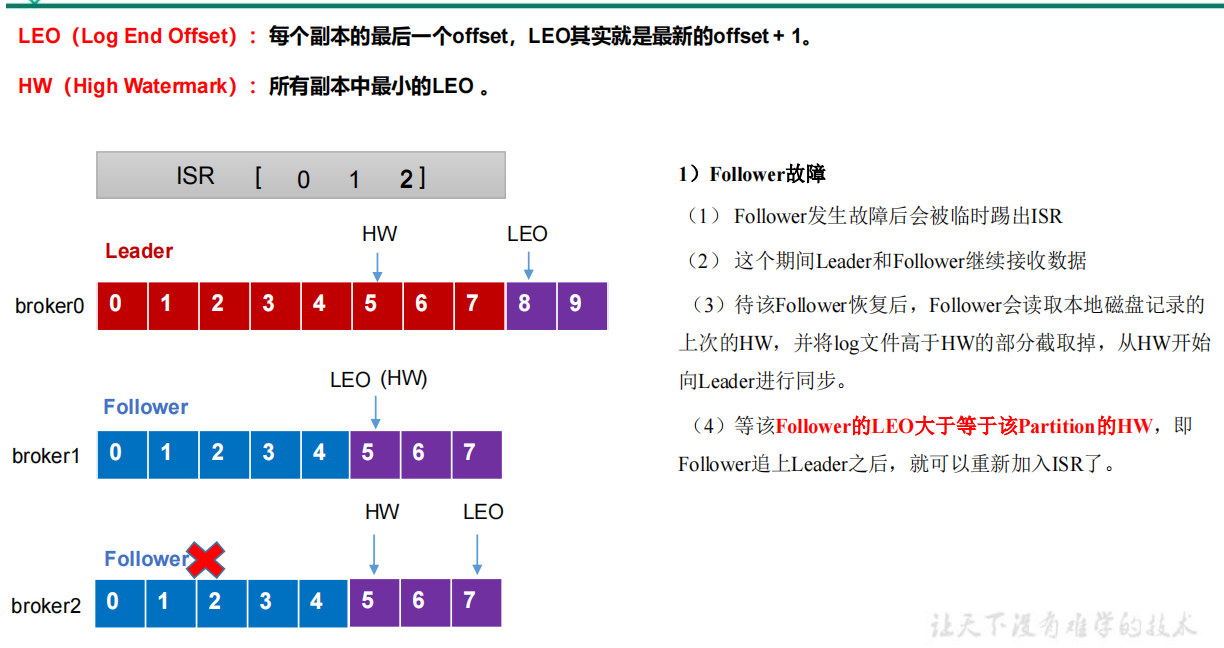 LEO（Log End Offset）：每个副本的最后一个offset，LEO其实就是最新的offset + 1。
HW（High Watermark）：所有副本中最小的LEO 。
ISR [ 0 1 2 ]
Leader
HW
LEO
broker0
0 1 2 3 4 5 6 7 8 9
LEO (HW)
Follower
broker1
0 1 2 3 4 5 6 7
HW
LEO
Follower
broker2
0 1 2 3 4 5 6 7
1）Follower故障
（1） Follower发生故障后会被临时踢出ISR
（2） 这个期间Leader和Follower继续接收数据
（3）待该Follower恢复后，Follower会读取本地磁盘记录的
上次的HW，并将log文件高于HW的部分截取掉，从HW开始
向Leader进行同步。
（4）等该Follower的LEO大于等于该Partition的HW，即
Follower追上Leader之后，就可以重新加入ISR了。
让天下没有难学的技术